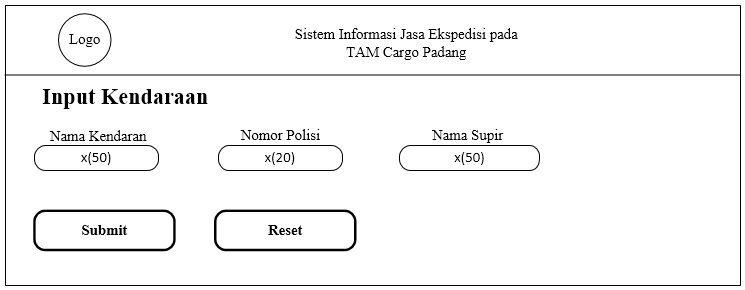 Logo
Sistem Informasi Jasa Ekspedisi pada
TAM Cargo Padang
Input Kendaraan
Nama Kendaran
Nomor Polisi
Nama Supir
x(50)
x(20)
x(50)
Submit
Reset